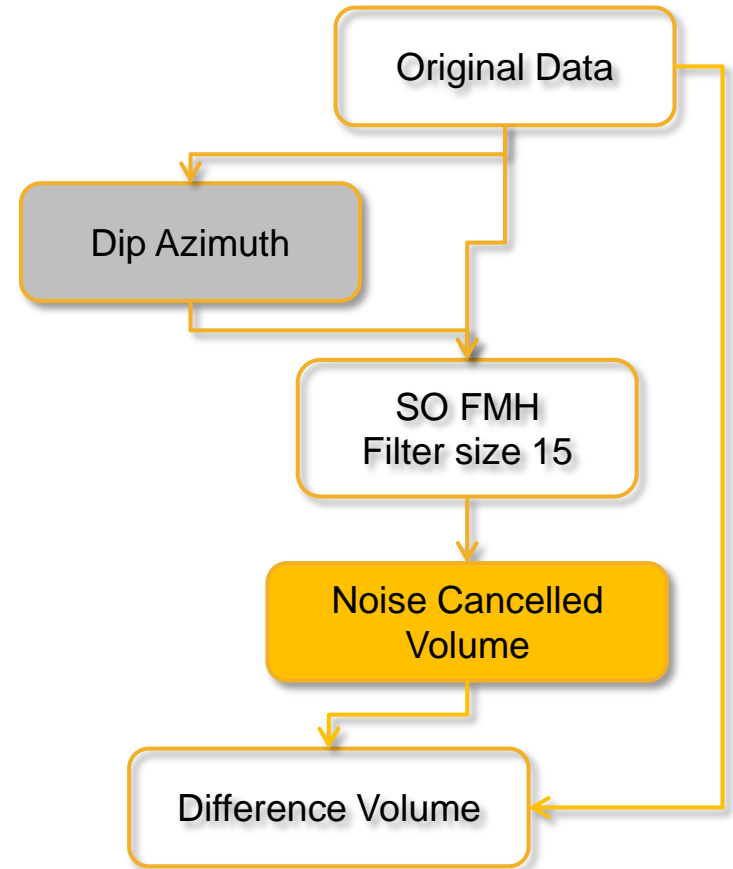 Original Data
Dip Azimuth
SO FMH
Filter size 15
Noise Cancelled
Volume
Difference Volume